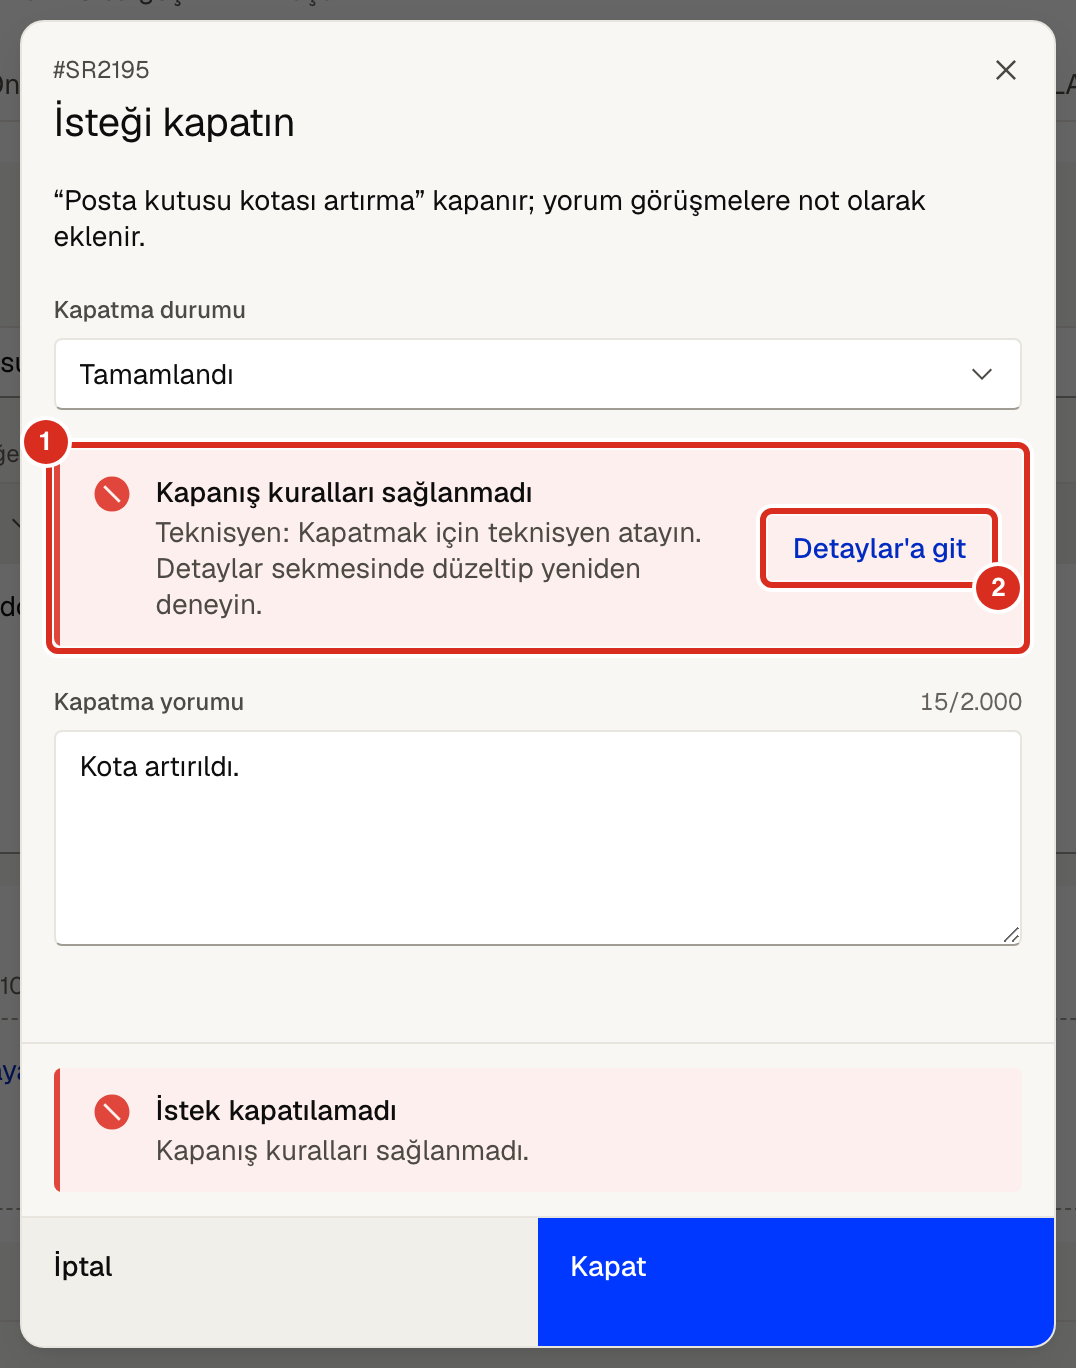 #SR2195
İsteği kapatın
“Posta kutusu kotası artırma” kapanır; yorum görüşmelere not olarak
eklenir.
Kapatma durumu
Tamamlandı
1
Kapanış kuralları sağlanmadı
Teknisyen: Kapatmak için teknisyen atayın.
Detaylar sekmesinde düzeltip yeniden
deneyin.
Detaylar'a git
2
Kapatma yorumu
15/2.000
Kota artırıldı.
İstek kapatılamadı
Kapanış kuralları sağlanmadı.
İptal
Kapat